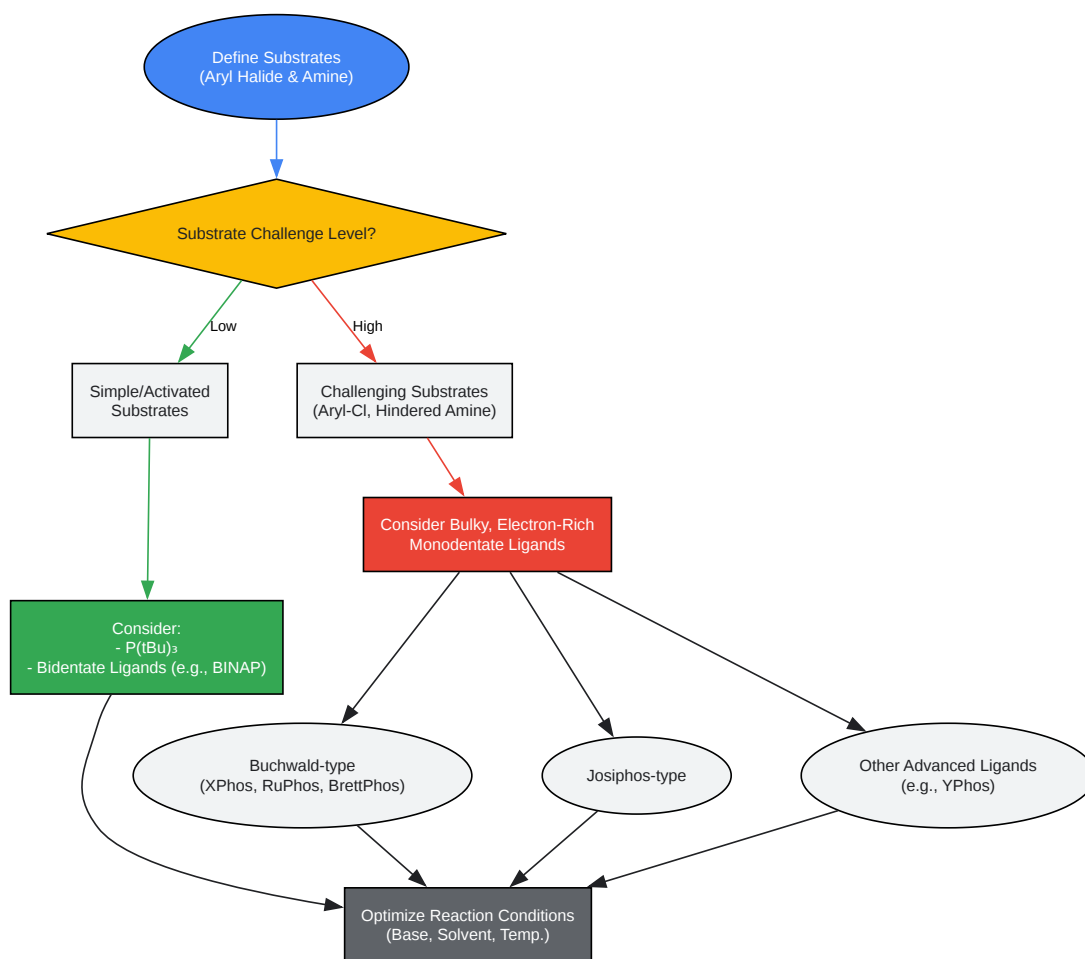 Define Substrates
(Aryl Halide & Amine)
Substrate Challenge Level?
Low
High
Simple/Activated
Substrates
Challenging Substrates
(Aryl-Cl, Hindered Amine)
Consider Bulky, Electron-Rich
Monodentate Ligands
Consider:
- P(tBu)₃
- Bidentate Ligands (e.g., BINAP)
Buchwald-type
(XPhos, RuPhos, BrettPhos)
Josiphos-type
Other Advanced Ligands
(e.g., YPhos)
Optimize Reaction Conditions
(Base, Solvent, Temp.)